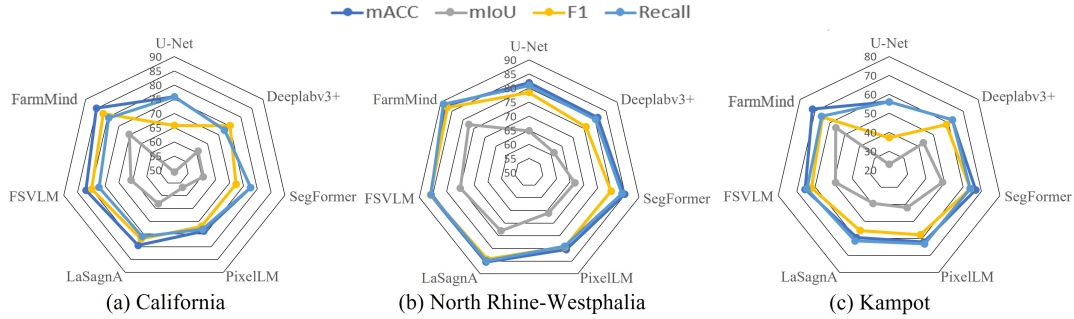 mACC mIoU F1 Recall
U-Net
90
85
80
75
70
65
60
55
50
Deeplabv3+
SegFormer
PixelLM
LaSagnA
FSVLM
FarmMind
(a) California
U-Net
90
85
80
75
70
65
60
55
50
Deeplabv3+
SegFormer
PixelLM
LaSagnA
FSVLM
FarmMind
(b) North Rhine-Westphalia
U-Net
80
70
60
50
40
30
20
Deeplabv3+
SegFormer
PixelLM
LaSagnA
FSVLM
FarmMind
(c) Kampot